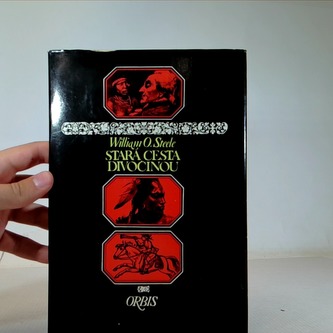 William O. Steele
STARÁ CESTA
DIVOČINOU
ORBIS